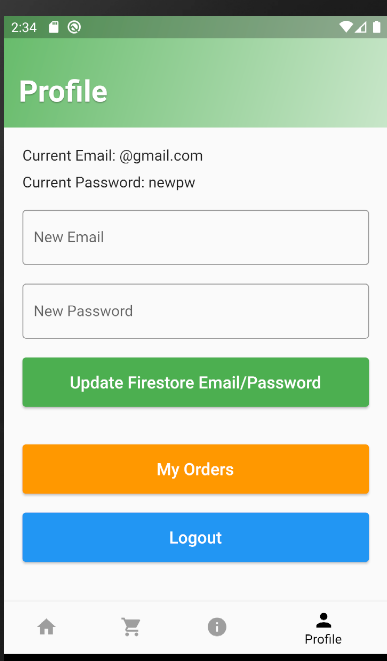 2:34
Profile
Current Email: @gmail.com
Current Password: newpw
New Email
New Password
Update Firestore Email/Password
My Orders
Logout
Profile